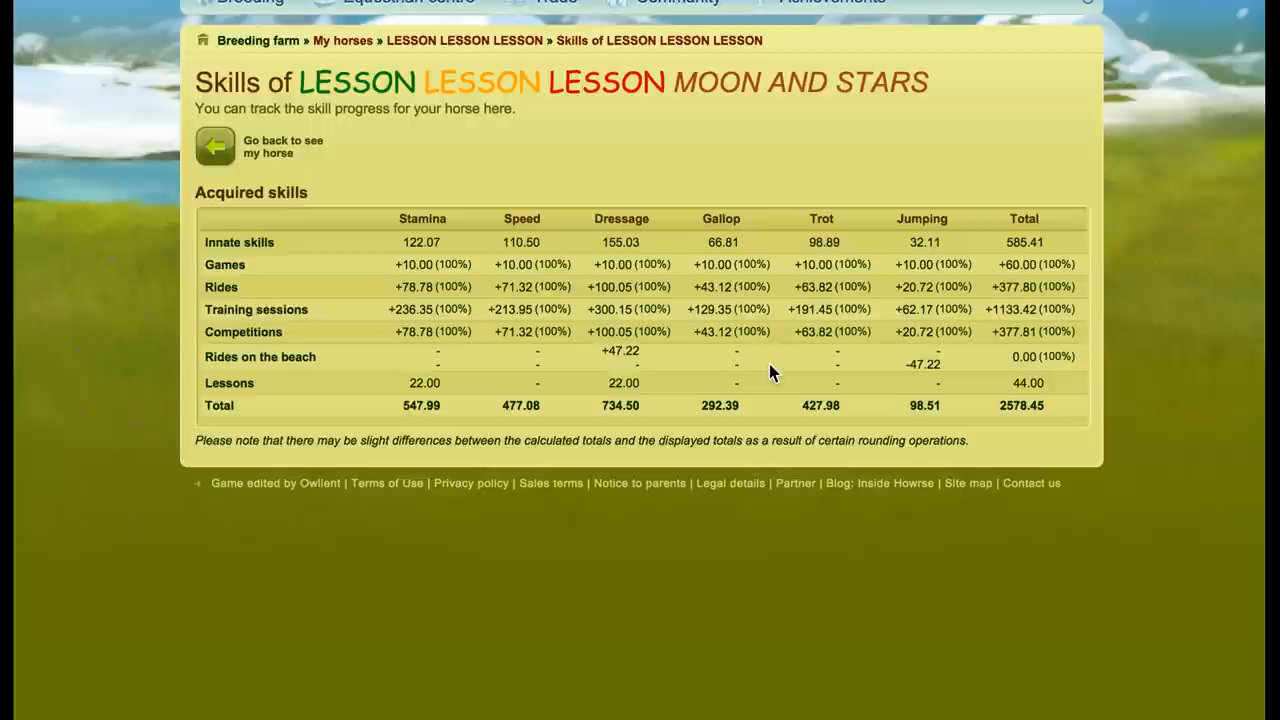 Breeding Equestrian centre Trade Community Achievements
Breeding farm » My horses » LESSON LESSON LESSON » Skills of LESSON LESSON LESSON
Skills of LESSON LESSON LESSON MOON AND STARS
You can track the skill progress for your horse here.
Go back to see
my horse
Acquired skills
Stamina Speed Dressage Gallop Trot Jumping Total
Innate skills 122.07 110.50 155.03 66.81 98.89 32.11 585.41
Games +10.00 (100%) +10.00 (100%) +10.00 (100%) +10.00 (100%) +10.00 (100%) +10.00 (100%) +60.00 (100%)
Rides +78.78 (100%) +71.32 (100%) +100.05 (100%) +43.12 (100%) +63.82 (100%) +20.72 (100%) +377.80 (100%)
Training sessions +236.35 (100%) +213.95 (100%) +300.15 (100%) +129.35 (100%) +191.45 (100%) +62.17 (100%) +1133.42 (100%)
Competitions +78.78 (100%) +71.32 (100%) +100.05 (100%) +43.12 (100%) +63.82 (100%) +20.72 (100%) +377.81 (100%)
- - +47.22 - - -
Rides on the beach 0.00 (100%)
- - - - - -47.22
Lessons 22.00 - 22.00 - - - 44.00
Total 547.99 477.08 734.50 292.39 427.98 98.51 2578.45
Please note that there may be slight differences between the calculated totals and the displayed totals as a result of certain rounding operations.
Game edited by Owlient | Terms of Use | Privacy policy | Sales terms | Notice to parents | Legal details | Partner | Blog: Inside Howrse | Site map | Contact us